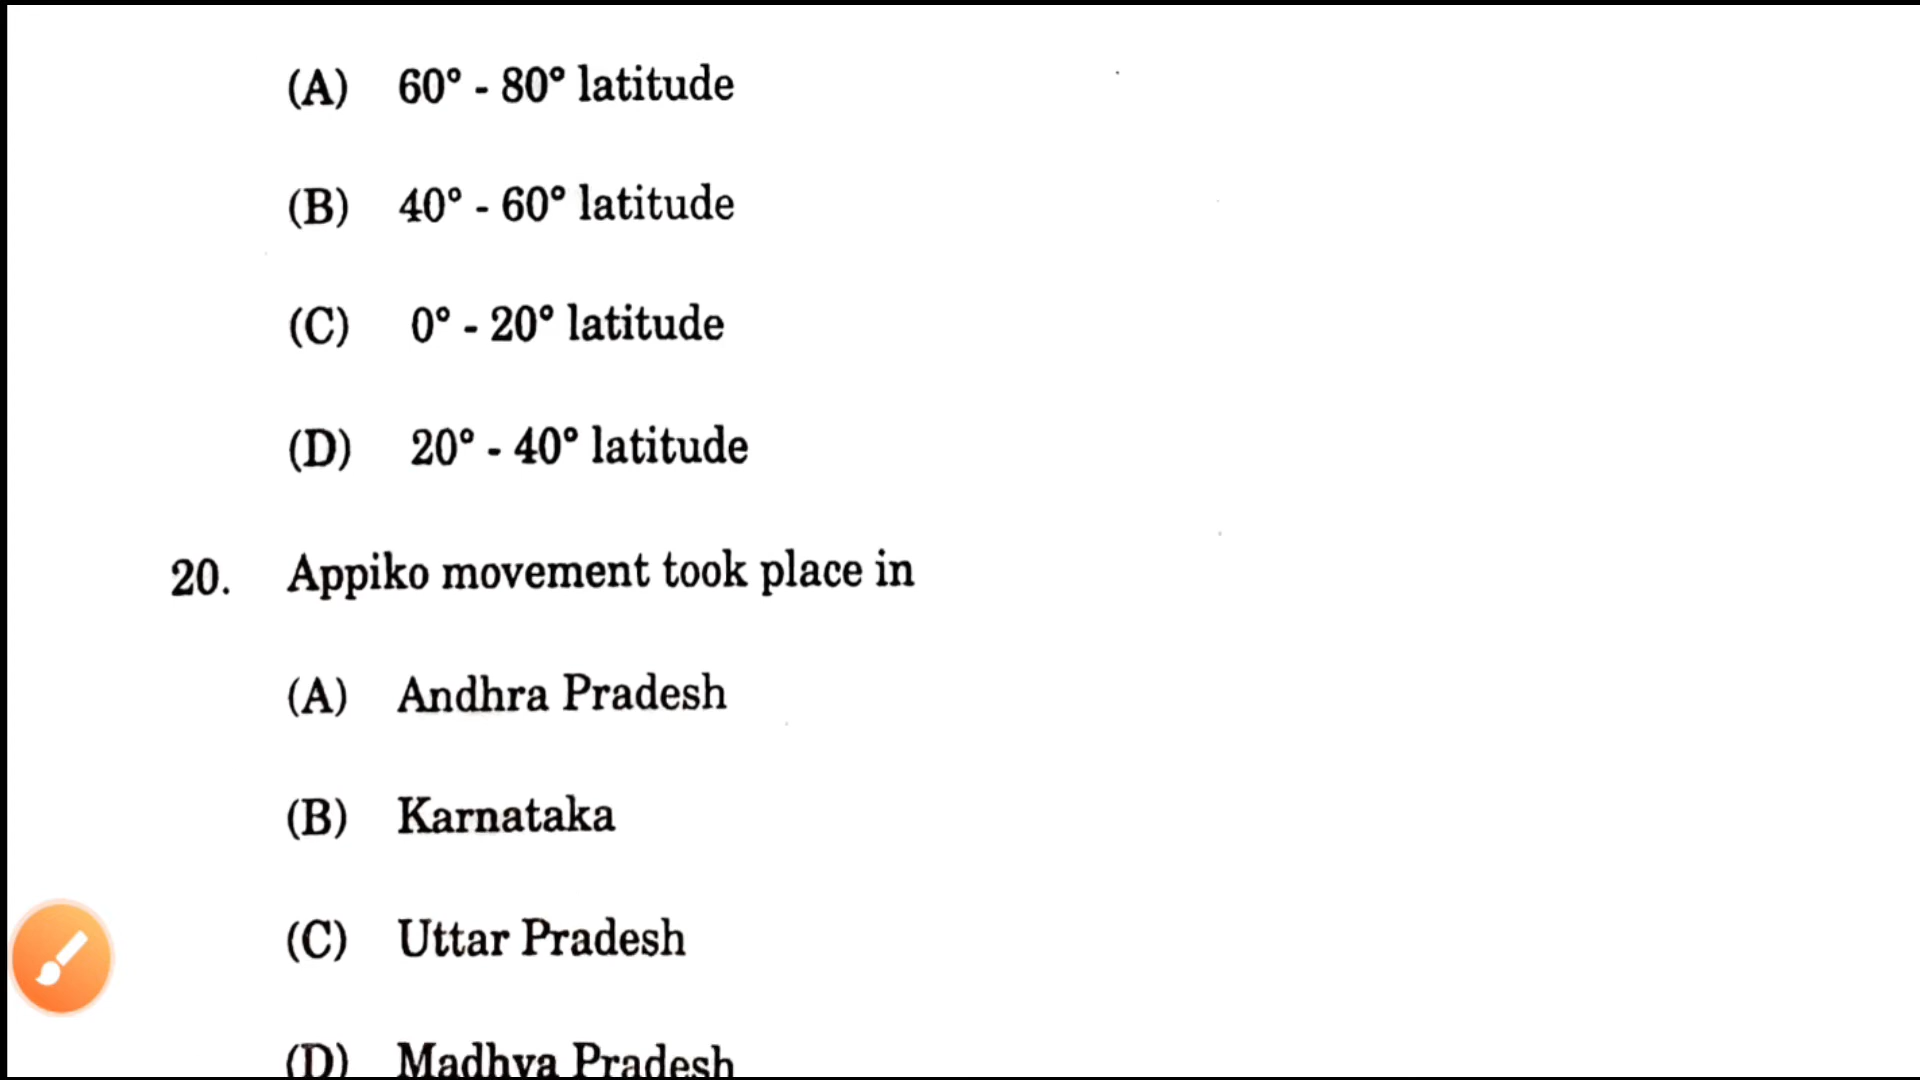 (A) 60° - 80° latitude
(B) 40° - 60° latitude
(C) 0° - 20° latitude
(D) 20° - 40° latitude
20. Appiko movement took place in
(A) Andhra Pradesh
(B) Karnataka
(C) Uttar Pradesh
(D) Madhya Pradesh